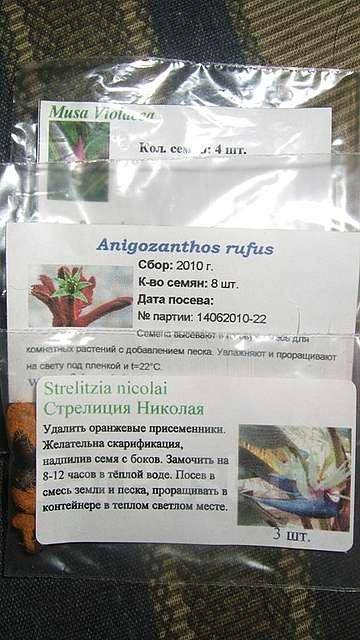 Musa Violacea
Кол. семян: 4 шт.
Anigozanthos rufus
Сбор: 2010 г.
К-во семян: 8 шт.
Дата посева:
№ партии: 14062010-22
Семена высевают в для
комнатных растений с добавлением песка. Увлажняют и проращивают
на свету под пленкой и t=22°C.
Strelitzia nicolai
Стрелиция Николая
Удалить оранжевые присеменники.
Желательна скарификация,
надпилив семя с боков. Замочить на
8-12 часов в тёплой воде. Посев в
смесь земли и песка, проращивать в
контейнере в теплом светлом месте.
3 шт.